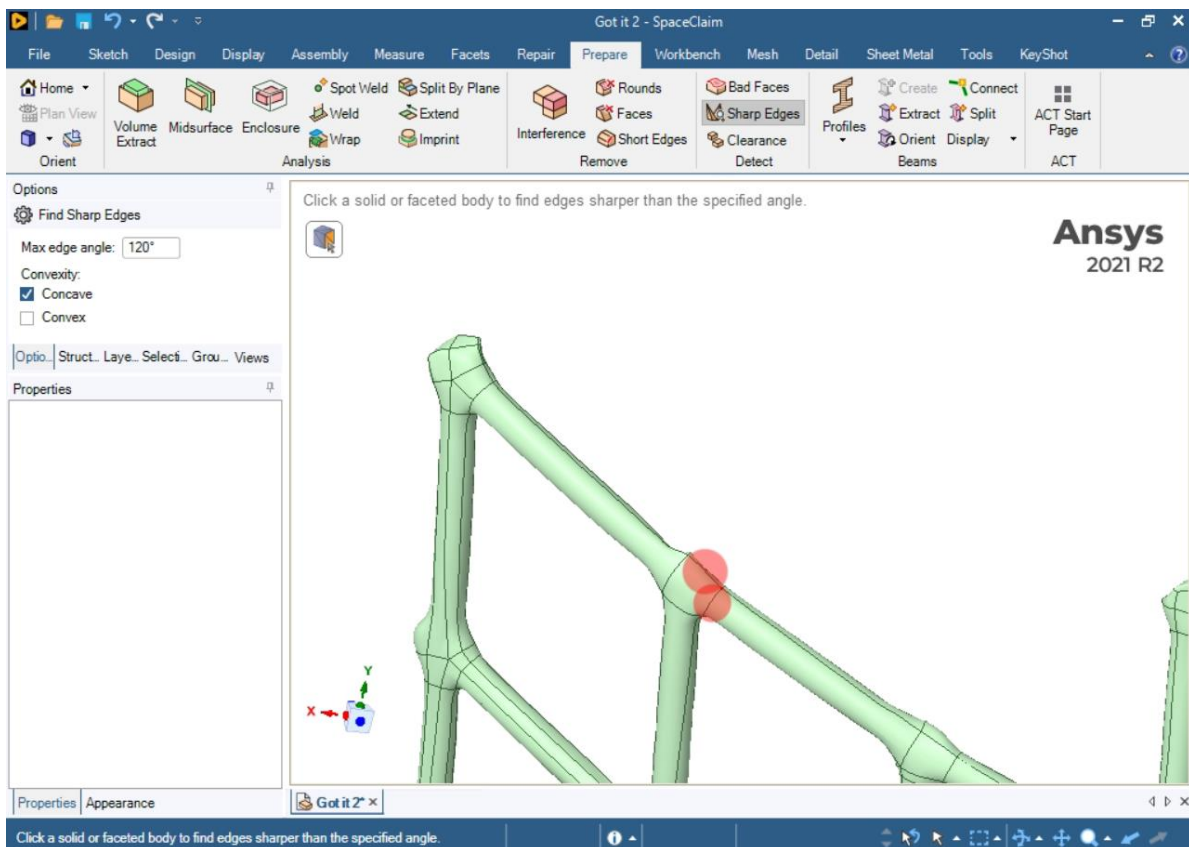 Got it 2 - SpaceClaim
File Sketch Design Display Assembly Measure Facets Repair Prepare Workbench Mesh Detail Sheet Metal Tools KeyShot
Home
Plan View
Orient
Volume Extract
Midsurface
Enclosure
Spot Weld
Weld
Wrap
Split By Plane
Extend
Imprint
Analysis
Interference
Rounds
Faces
Short Edges
Remove
Bad Faces
Sharp Edges
Clearance
Detect
Profiles
Create
Extract
Orient
Connect
Split
Display
Beams
ACT Start
Page
ACT
Options
Find Sharp Edges
Max edge angle: 120°
Convexity:
Concave
Convex
Optio... Struct... Laye... Selecti... Grou... Views
Properties
Click a solid or faceted body to find edges sharper than the specified angle.
Ansys
2021 R2
Y
X
Properties Appearance
Got it 2*
Click a solid or faceted body to find edges sharper than the specified angle.